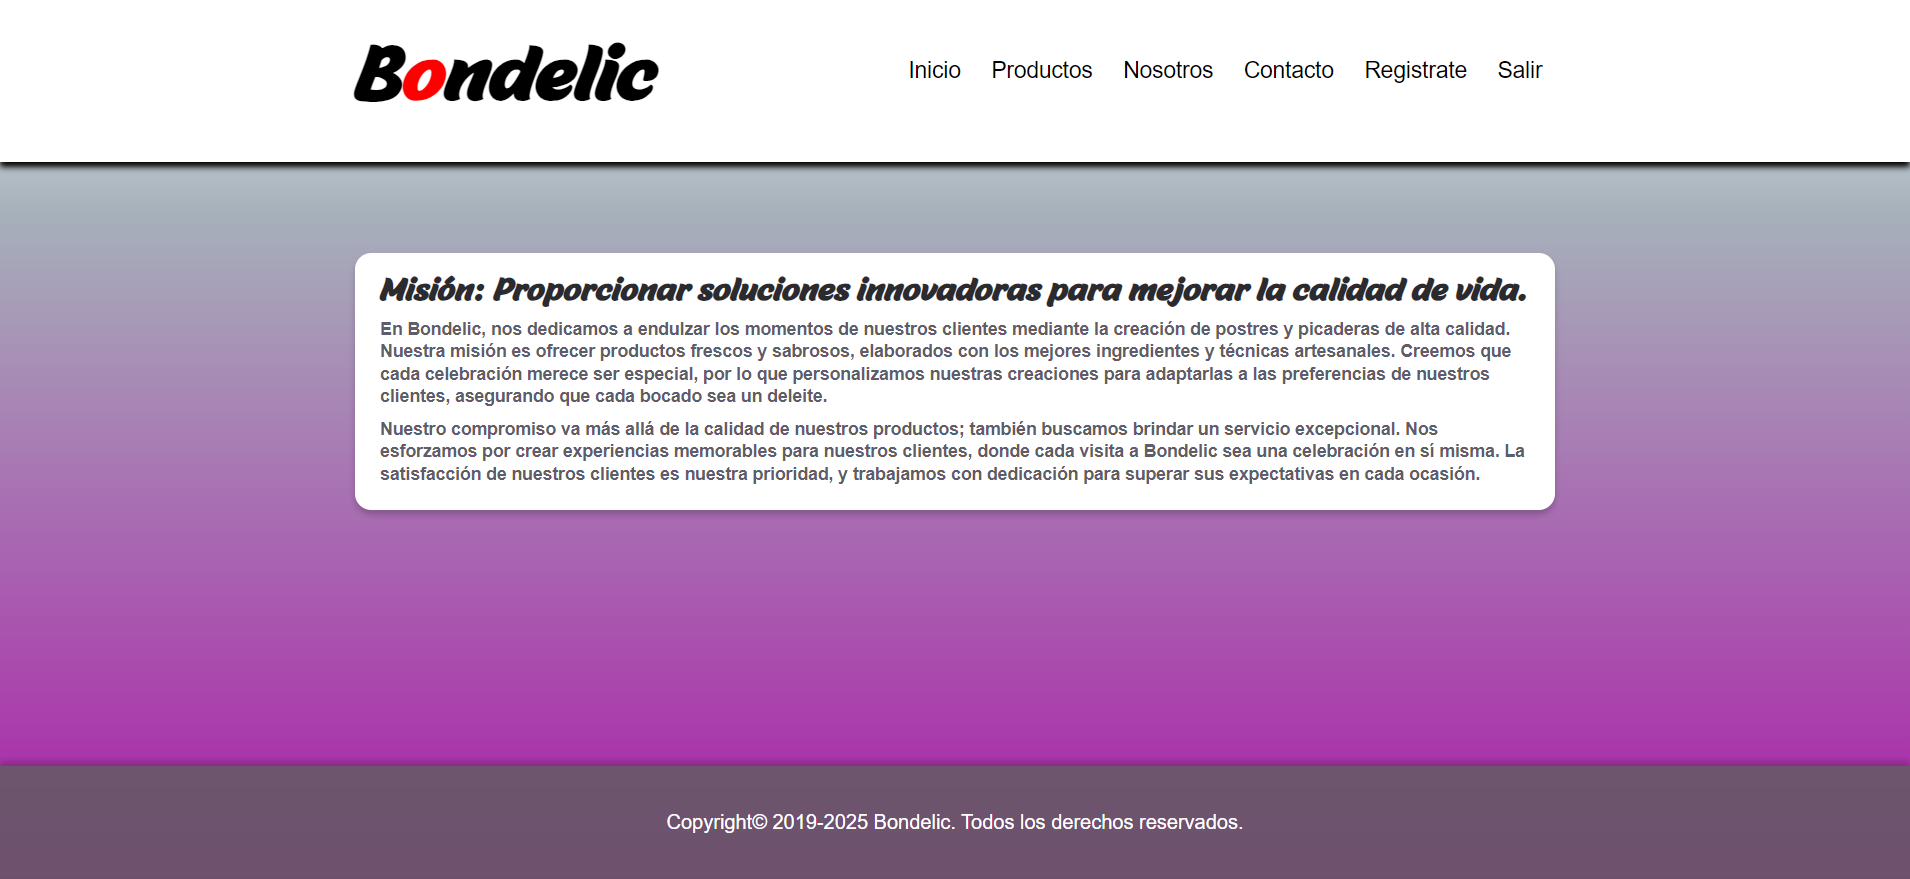 Bondelic
Inicio Productos Nosotros Contacto Registrate Salir
Misión: Proporcionar soluciones innovadoras para mejorar la calidad de vida.
En Bondelic, nos dedicamos a endulzar los momentos de nuestros clientes mediante la creación de postres y picaderas de alta calidad.
Nuestra misión es ofrecer productos frescos y sabrosos, elaborados con los mejores ingredientes y técnicas artesanales. Creemos que
cada celebración merece ser especial, por lo que personalizamos nuestras creaciones para adaptarlas a las preferencias de nuestros
clientes, asegurando que cada bocado sea un deleite.
Nuestro compromiso va más allá de la calidad de nuestros productos; también buscamos brindar un servicio excepcional. Nos
esforzamos por crear experiencias memorables para nuestros clientes, donde cada visita a Bondelic sea una celebración en sí misma. La
satisfacción de nuestros clientes es nuestra prioridad, y trabajamos con dedicación para superar sus expectativas en cada ocasión.
Copyright© 2019-2025 Bondelic. Todos los derechos reservados.